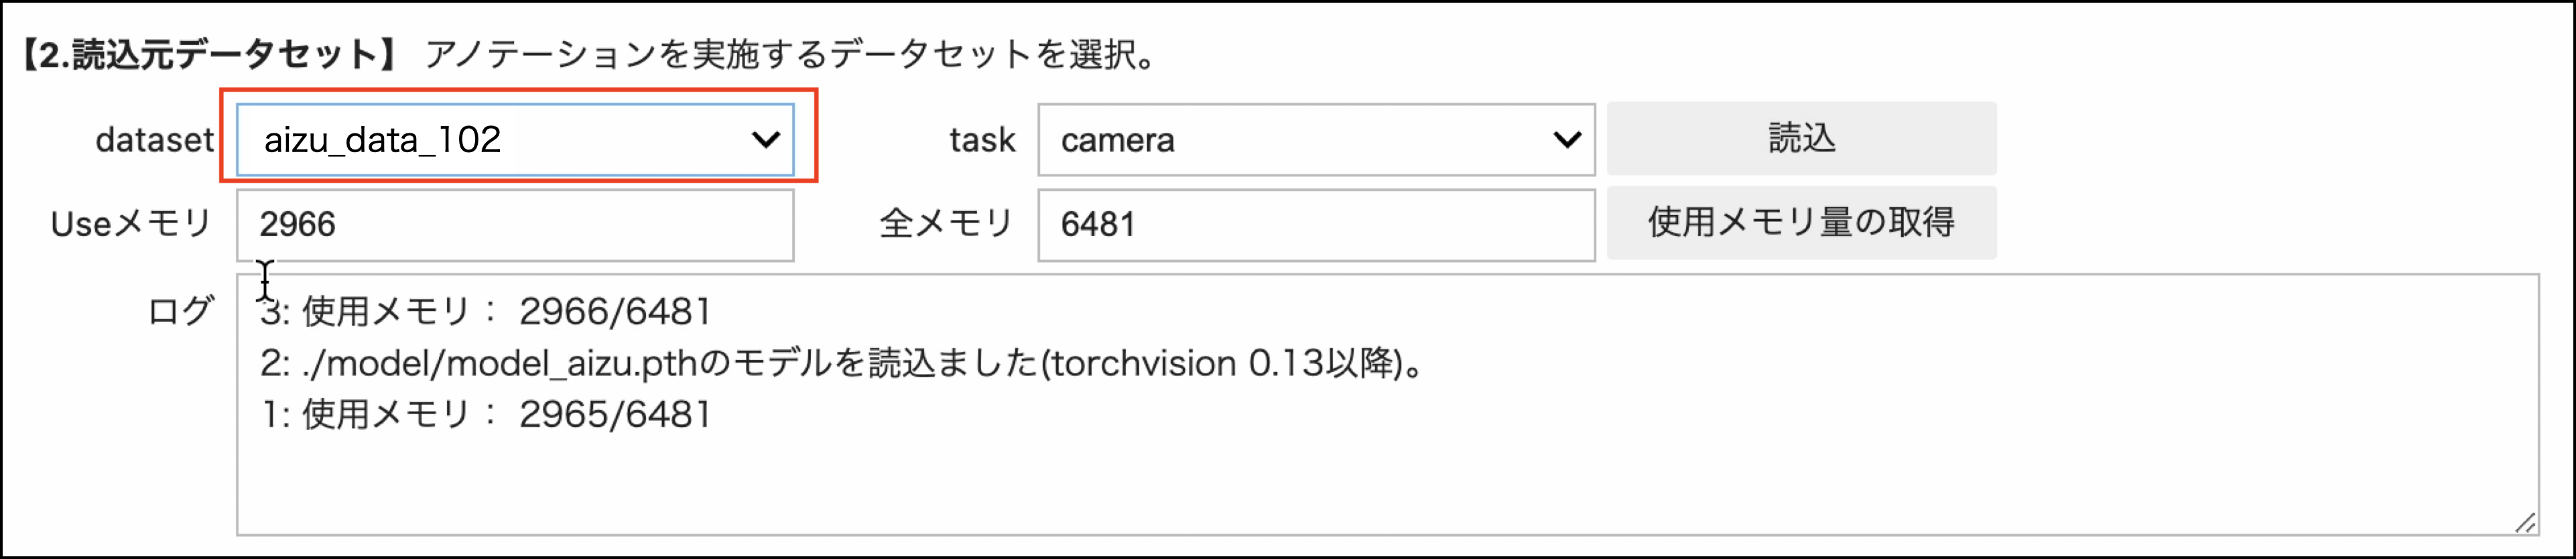 【2.読込元データセット】 アノテーションを実施するデータセットを選択。
dataset aizu_data_102 task camera 読込
Useメモリ 2966 全メモリ 6481 使用メモリ量の取得
ログ 3: 使用メモリ： 2966/6481
2: ./model/model_aizu.pthのモデルを読込ました(torchvision 0.13以降)。
1: 使用メモリ： 2965/6481